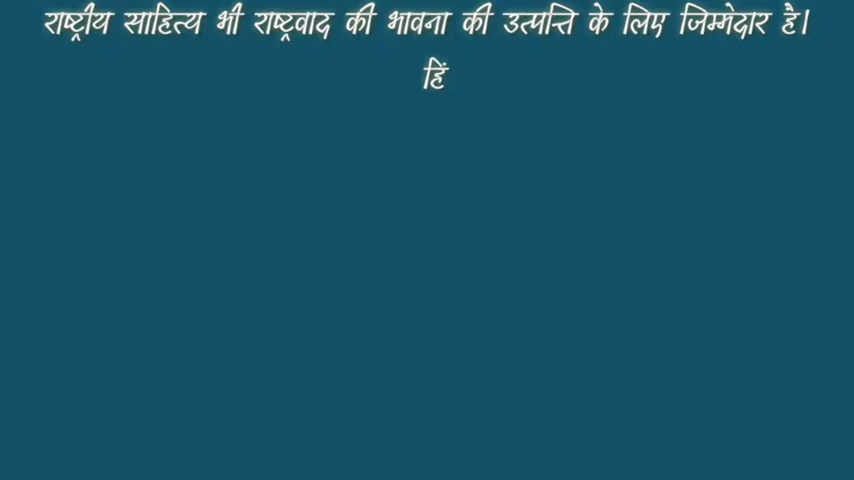 राष्ट्रीय साहित्य भी राष्ट्रवाद की भावना की उत्पत्ति के लिए जिम्मेदार है।
हिं